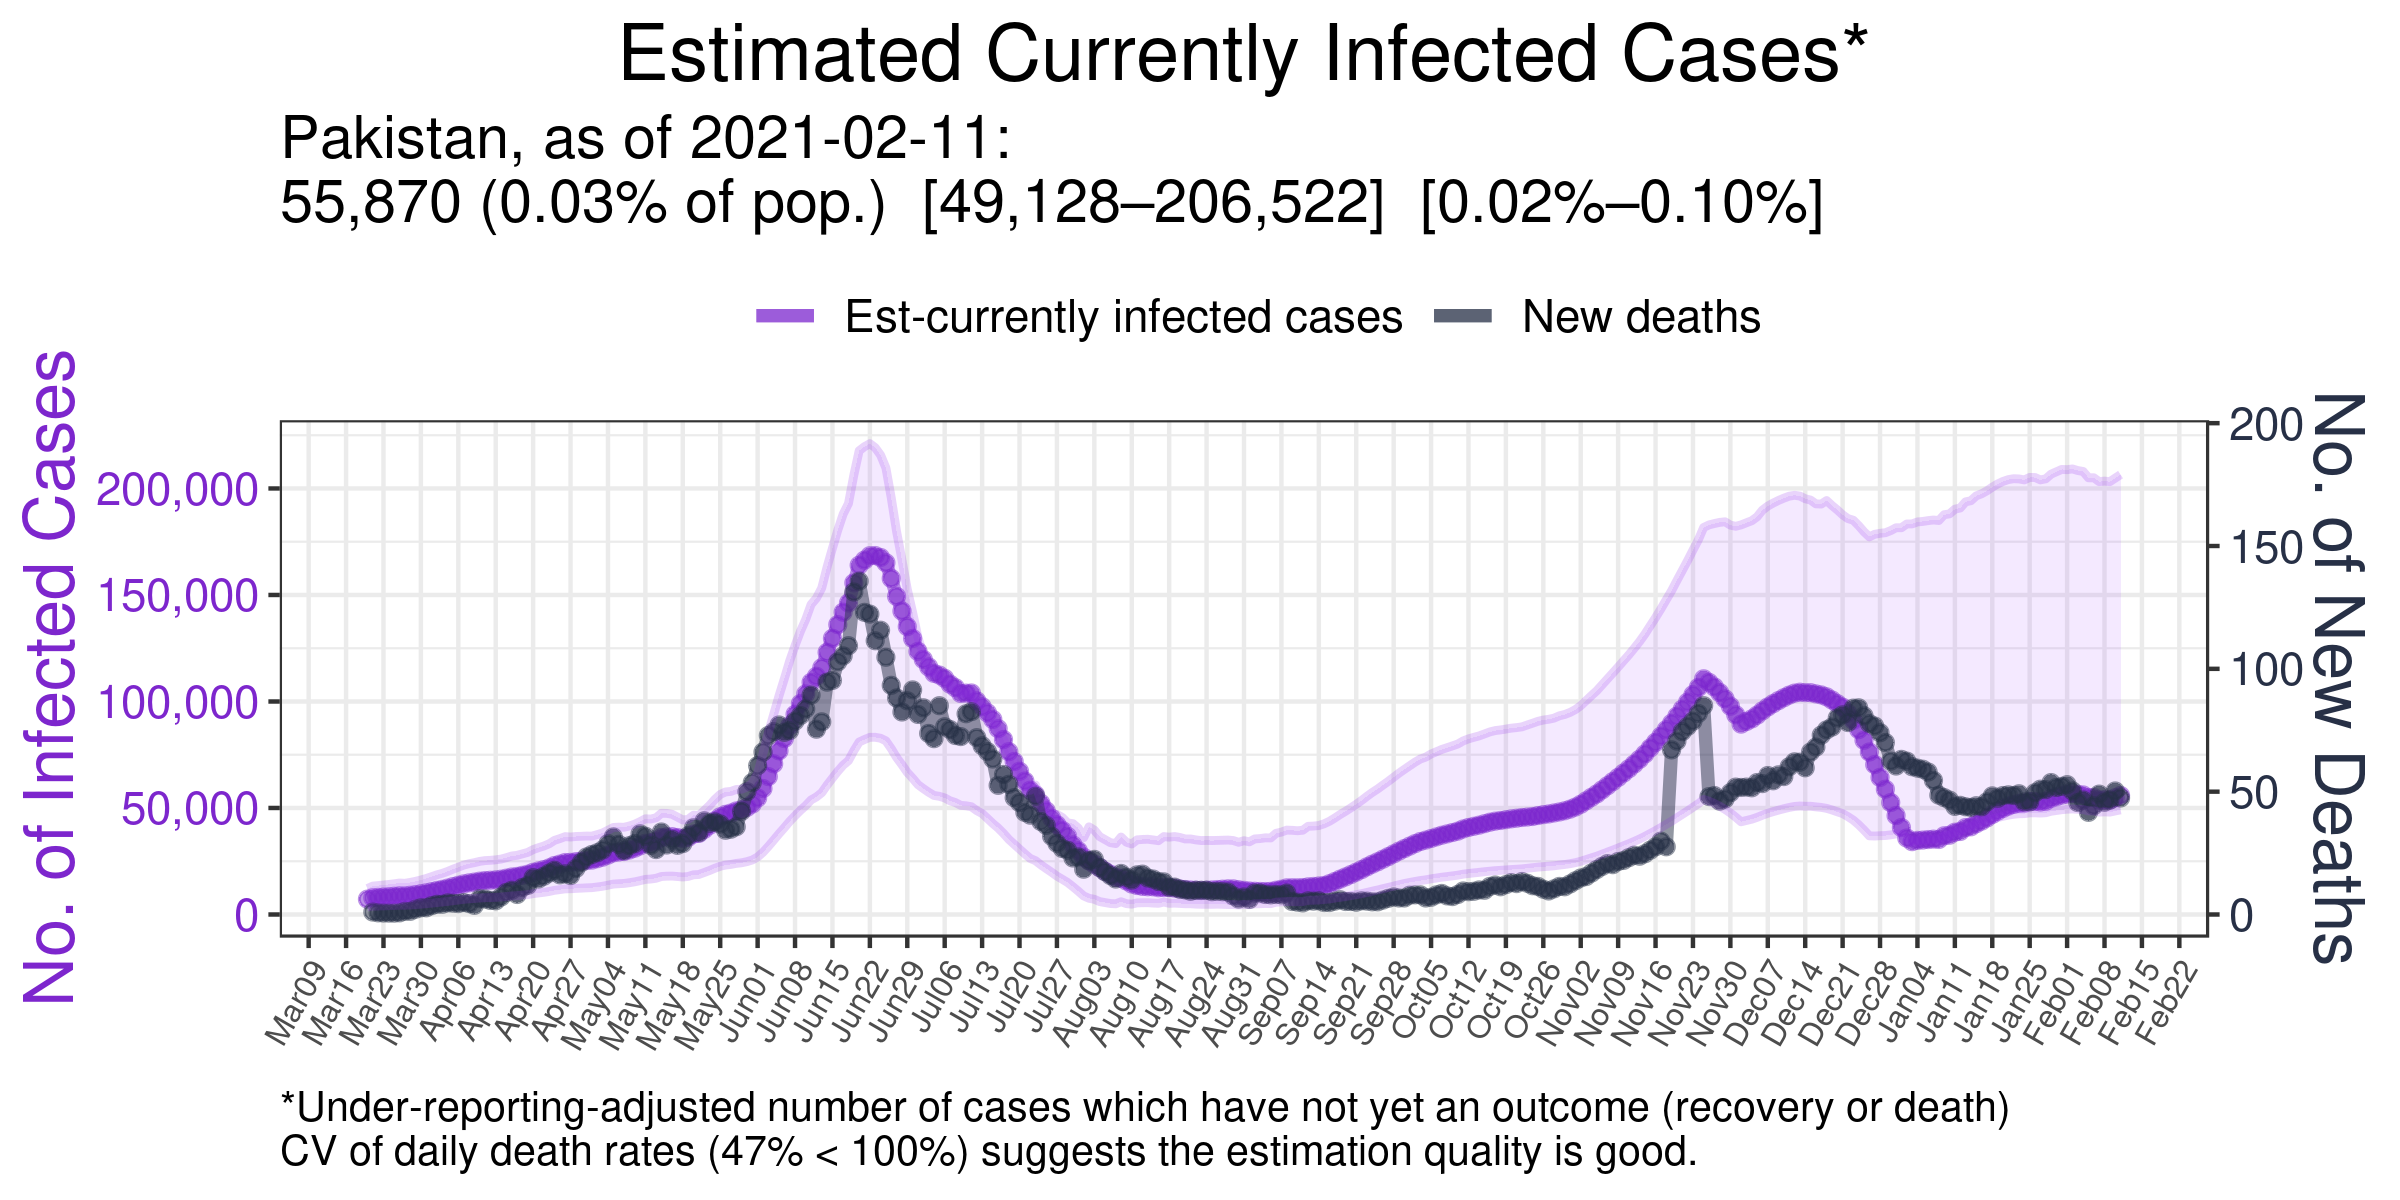 Estimated Currently Infected Cases*
Pakistan, as of 2021-02-11:
55,870 (0.03% of pop.) [49,128–206,522] [0.02%–0.10%]
Est-currently infected cases
New deaths
No. of Infected Cases
200,000
150,000
100,000
50,000
0
200
150
100
50
0
No. of New Deaths
Mar09
Mar16
Mar23
Mar30
Apr06
Apr13
Apr20
Apr27
May04
May11
May18
May25
Jun01
Jun08
Jun15
Jun22
Jun29
Jul06
Jul13
Jul20
Jul27
Aug03
Aug10
Aug17
Aug24
Aug31
Sep07
Sep14
Sep21
Sep28
Oct05
Oct12
Oct19
Oct26
Nov02
Nov09
Nov16
Nov23
Nov30
Dec07
Dec14
Dec21
Dec28
Jan04
Jan11
Jan18
Jan25
Feb01
Feb08
Feb15
Feb22
*Under-reporting-adjusted number of cases which have not yet an outcome (recovery or death)
CV of daily death rates (47% < 100%) suggests the estimation quality is good.